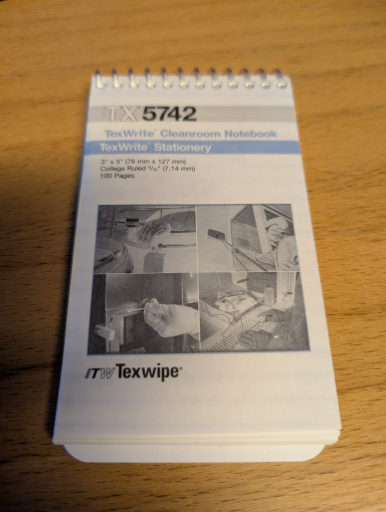 TX 5742
TexWrite® Cleanroom Notebook
TexWrite® Stationery
3" x 5" (76 mm x 127 mm)
College Ruled 9/32" (7.14 mm)
100 Pages
ITW Texwipe®